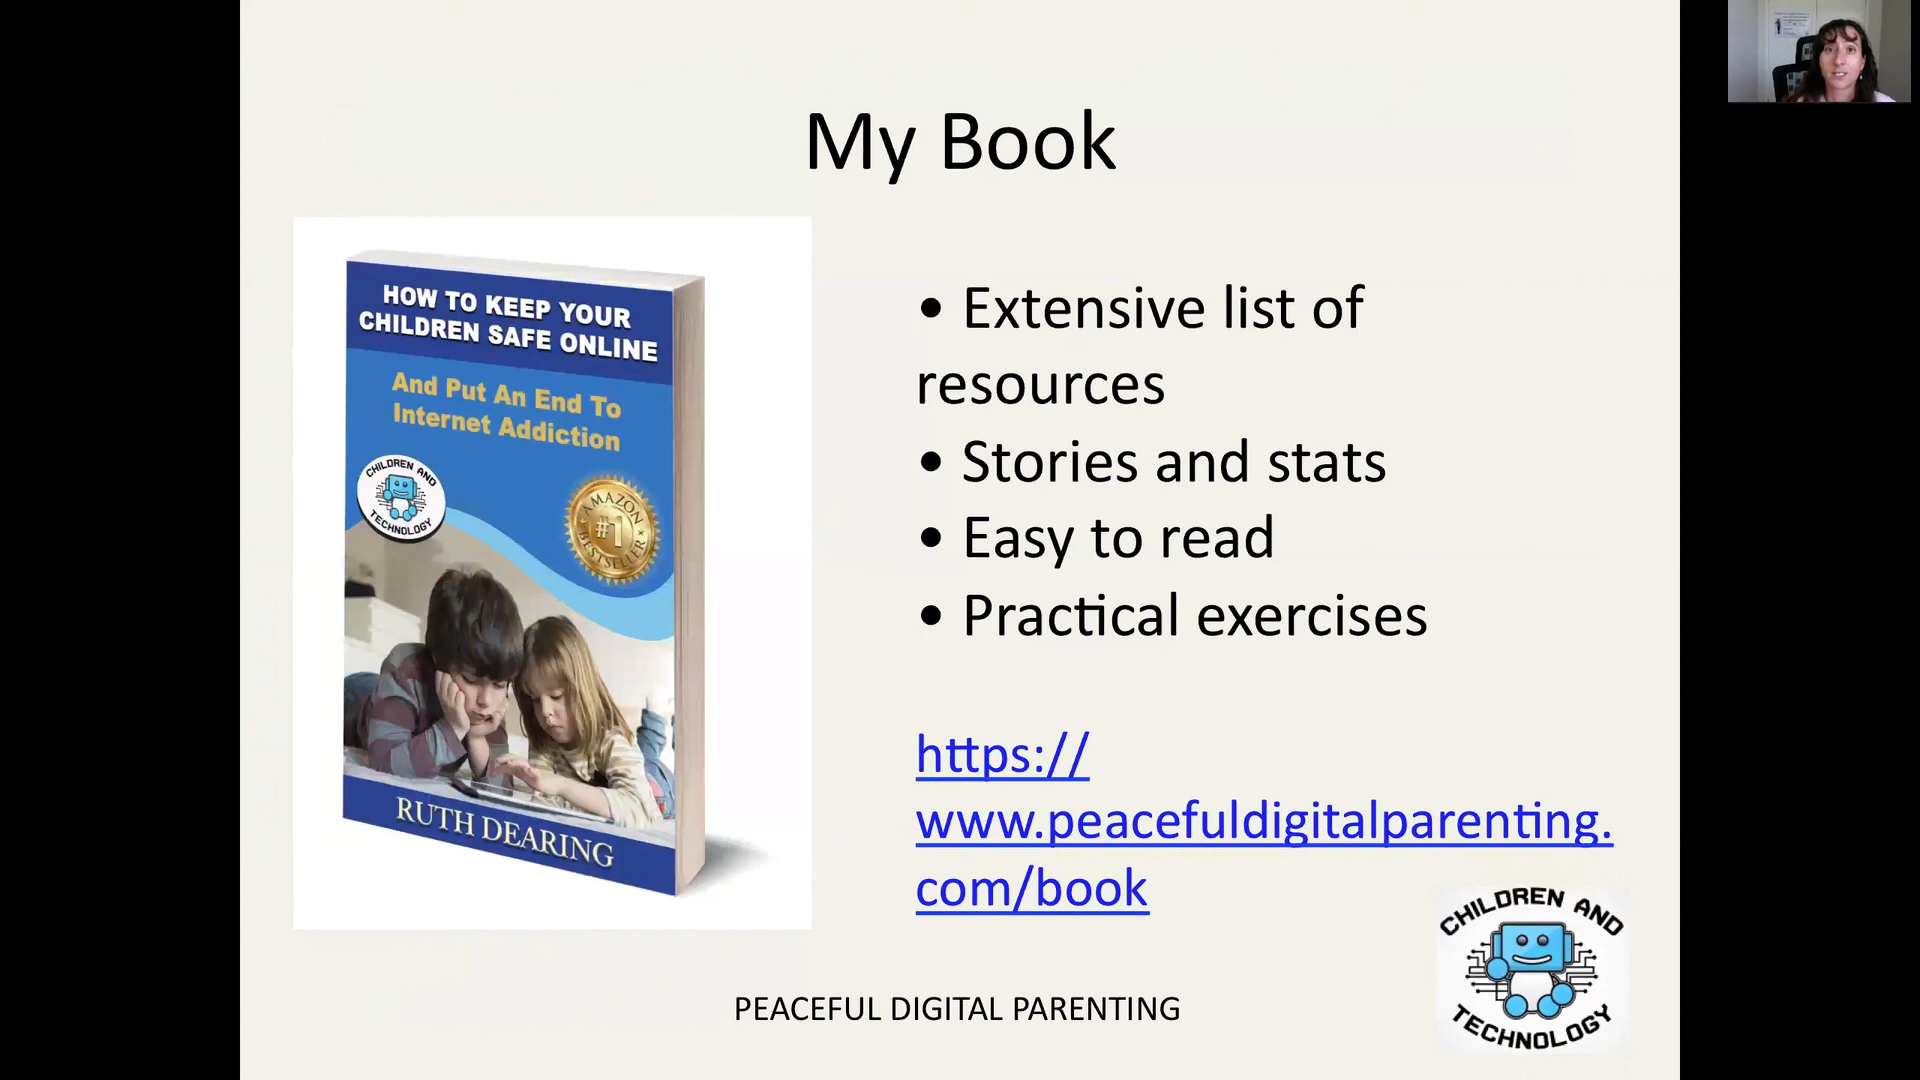 My Book
HOW TO KEEP YOUR
CHILDREN SAFE ONLINE
And Put An End To
Internet Addiction
CHILDREN AND
TECHNOLOGY
AMAZON
#1
BESTSELLER
RUTH DEARING
• Extensive list of
resources
• Stories and stats
• Easy to read
• Practical exercises
https://
www.peacefuldigitalparenting.
com/book
CHILDREN AND
TECHNOLOGY
PEACEFUL DIGITAL PARENTING